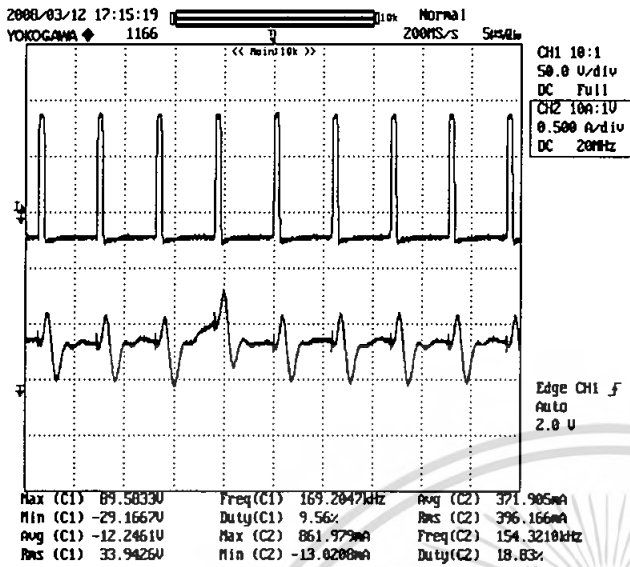 2008/03/12 17:15:19 10k Normal
YOKOGAWA ◆ 1166 200MS/s 5µs/div
<< Main:10k >>
CH1 10:1
50.0 V/div
DC Full
CH2 10A:1V
0.500 A/div
DC 20MHz
Edge CH1
Auto
2.0 V
Max (C1) 89.5833V Freq(C1) 169.2047kHz Avg (C2) 371.905mA
Min (C1) -29.1667V Duty(C1) 9.56% Rms (C2) 396.166mA
Avg (C1) -12.2461V Max (C2) 861.979mA Freq(C2) 154.3210kHz
Rms (C1) 33.9426V Min (C2) -13.0208mA Duty(C2) 18.83%